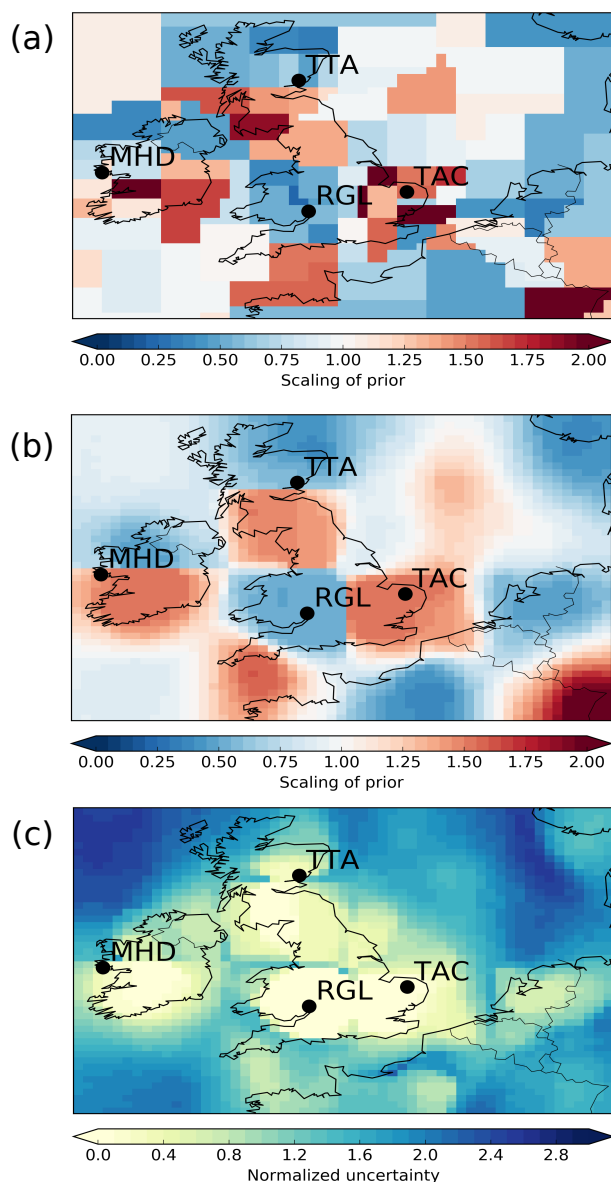 (a)
TTA
MHD
TAC
RGL
0.00 0.25 0.50 0.75 1.00 1.25 1.50 1.75 2.00
Scaling of prior
(b)
TTA
MHD
TAC
RGL
0.00 0.25 0.50 0.75 1.00 1.25 1.50 1.75 2.00
Scaling of prior
(c)
TTA
MHD
TAC
RGL
0.0 0.4 0.8 1.2 1.6 2.0 2.4 2.8
Normalized uncertainty